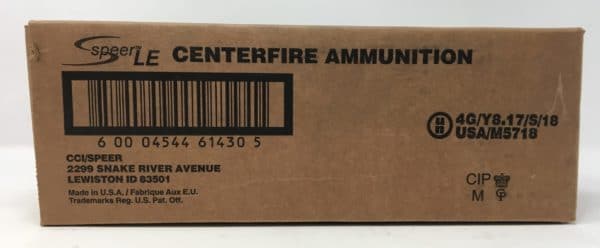 speer LE CENTERFIRE AMMUNITION
6 00 04544 61430 5
CCI/SPEER
2299 SNAKE RIVER AVENUE
LEWISTON ID 83501
Made in U.S.A. / Fabrique Aux E.U.
Trademarks Reg. U.S. Pat. Off.
4G/Y8.17/S/18
USA/M5718
CIP
M